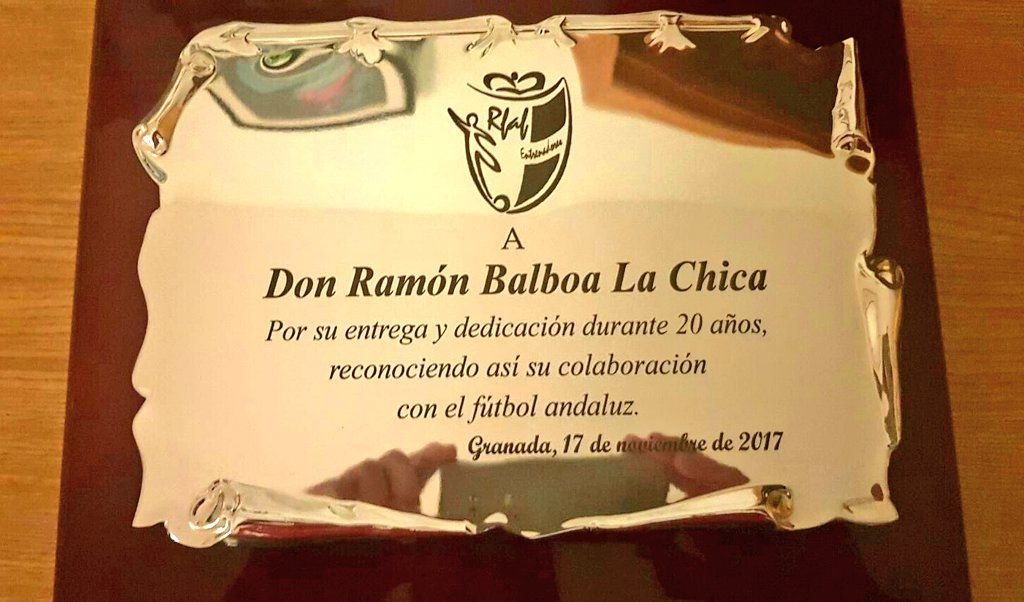 Rfaf
Entrenadores
A
Don Ramón Balboa La Chica
Por su entrega y dedicación durante 20 años,
reconociendo así su colaboración
con el fútbol andaluz.
Granada, 17 de noviembre de 2017